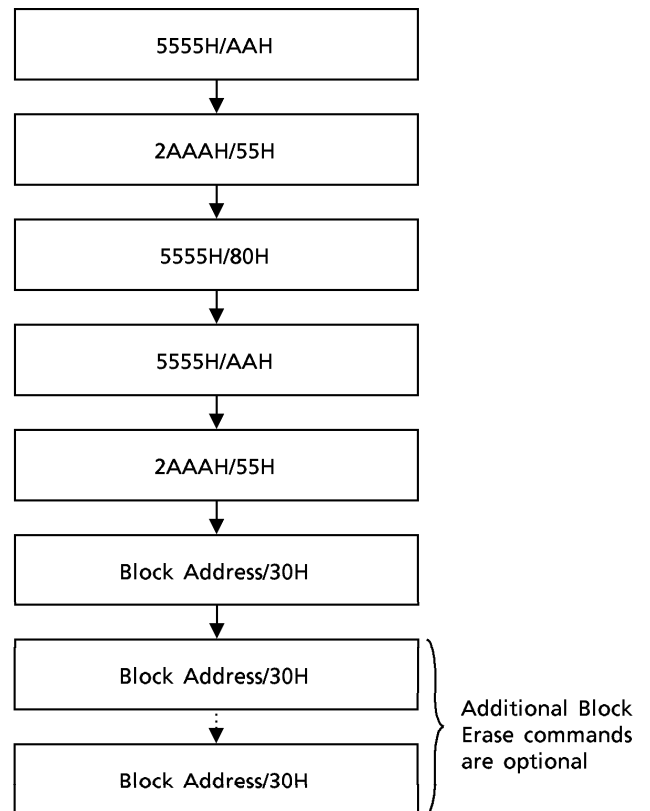 5555H/AAH
2AAAH/55H
5555H/80H
5555H/AAH
2AAAH/55H
Block Address/30H
Block Address/30H
Additional Block
Erase commands
are optional
Block Address/30H